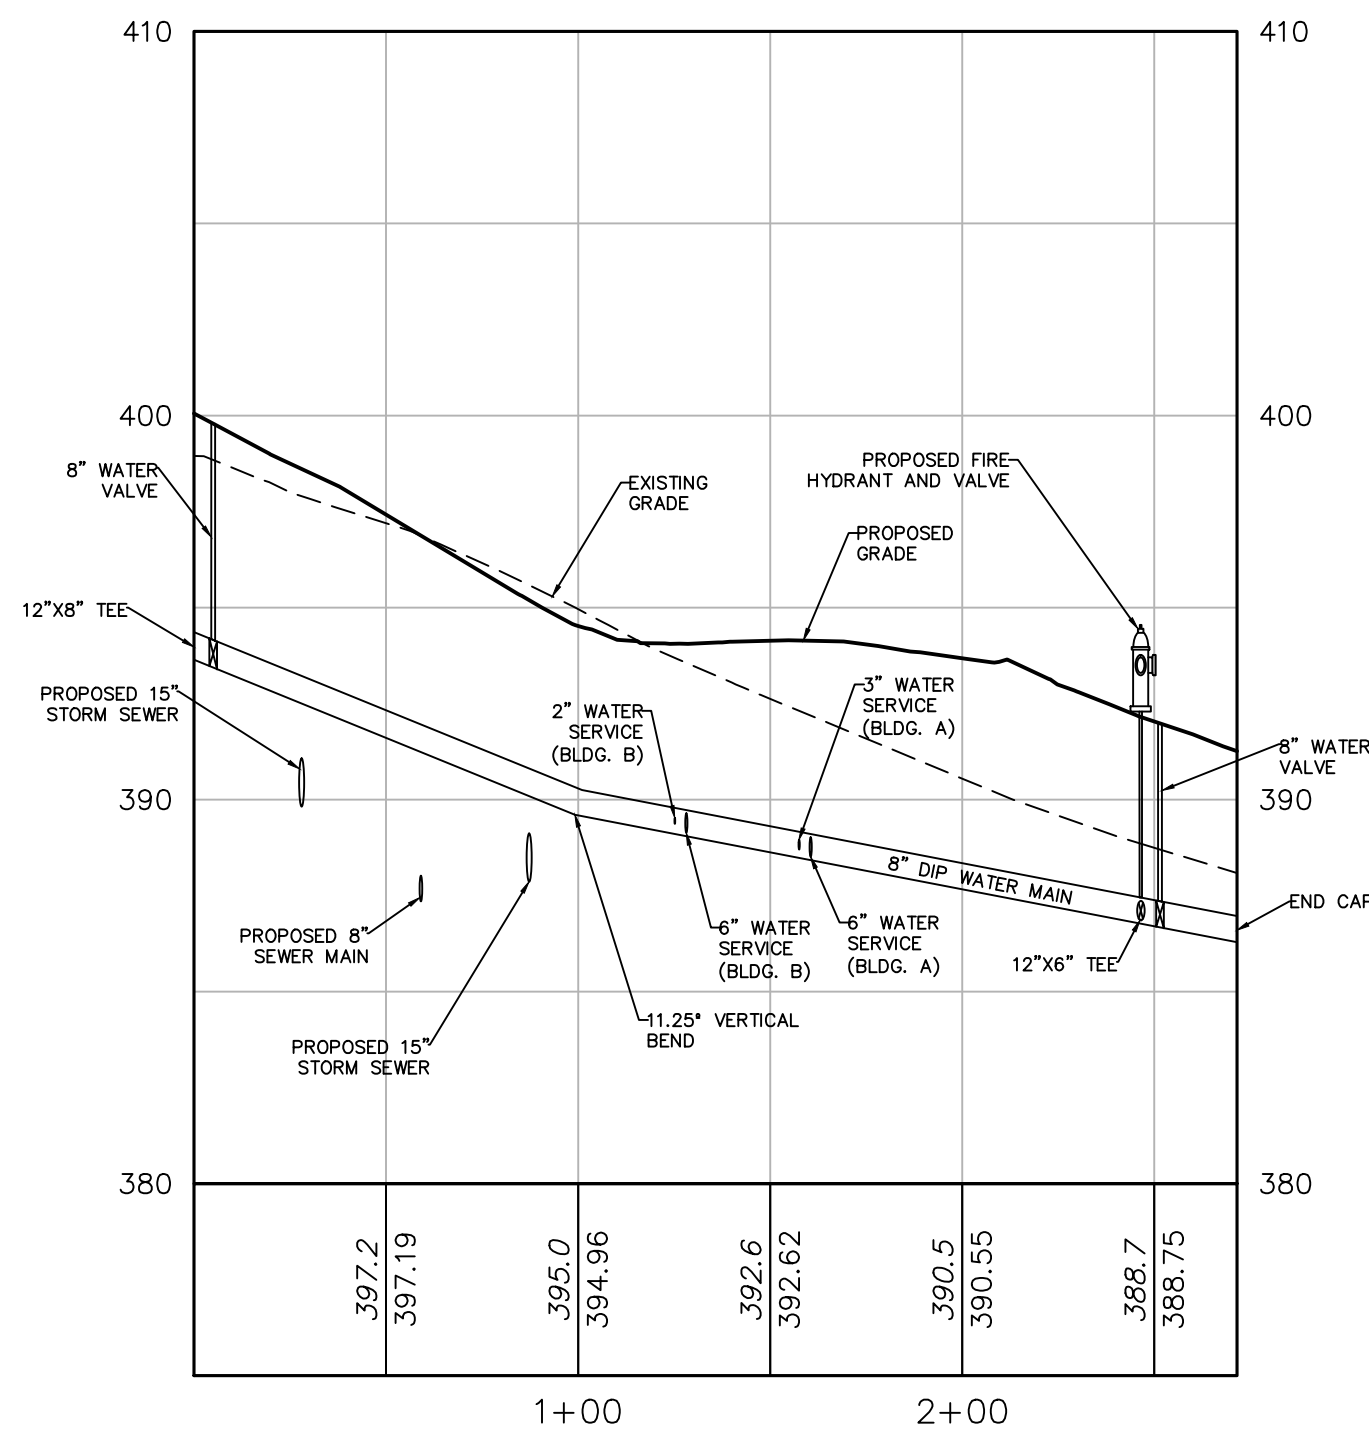 410
410
400
400
8" WATER
VALVE
EXISTING
GRADE
PROPOSED FIRE
HYDRANT AND VALVE
PROPOSED
GRADE
12"X8" TEE
PROPOSED 15"
STORM SEWER
2" WATER
SERVICE
(BLDG. B)
3" WATER
SERVICE
(BLDG. A)
8" WATER
VALVE
390
390
8" DIP WATER MAIN
END CAP
PROPOSED 8"
SEWER MAIN
6" WATER
SERVICE
(BLDG. B)
6" WATER
SERVICE
(BLDG. A)
12"X6" TEE
11.25° VERTICAL
BEND
PROPOSED 15"
STORM SEWER
380
380
397.2
397.19
395.0
394.96
392.6
392.62
390.5
390.55
388.7
388.75
1+00
2+00